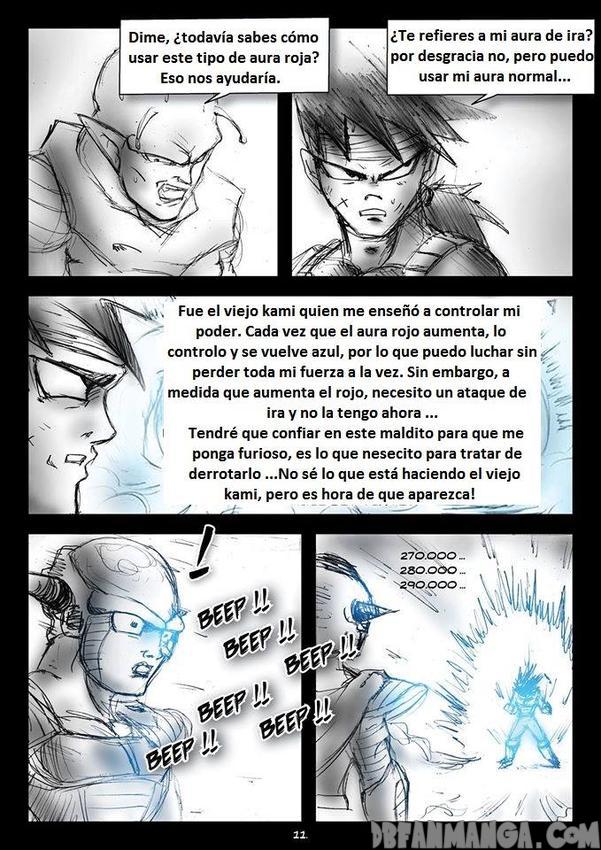 Dime, ¿todavía sabes cómo
usar este tipo de aura roja?
Eso nos ayudaría.
¿Te refieres a mi aura de ira?
por desgracia no, pero puedo
usar mi aura normal...
Fue el viejo kami quien me enseñó a controlar mi
poder. Cada vez que el aura rojo aumenta, lo
controlo y se vuelve azul, por lo que puedo luchar sin
perder toda mi fuerza a la vez. Sin embargo, a
medida que aumenta el rojo, necesito un ataque de
ira y no la tengo ahora ...
Tendré que confiar en este maldito para que me
ponga furioso, es lo que nesecito para tratar de
derrotarlo ...No sé lo que está haciendo el viejo
kami, pero es hora de que aparezca!
!
BEEP !!
BEEP !!
BEEP !!
BEEP !!
BEEP !!
BEEP !!
270.000 ...
280.000 ...
290.000 ...
11.
DBFANMANGA.COM